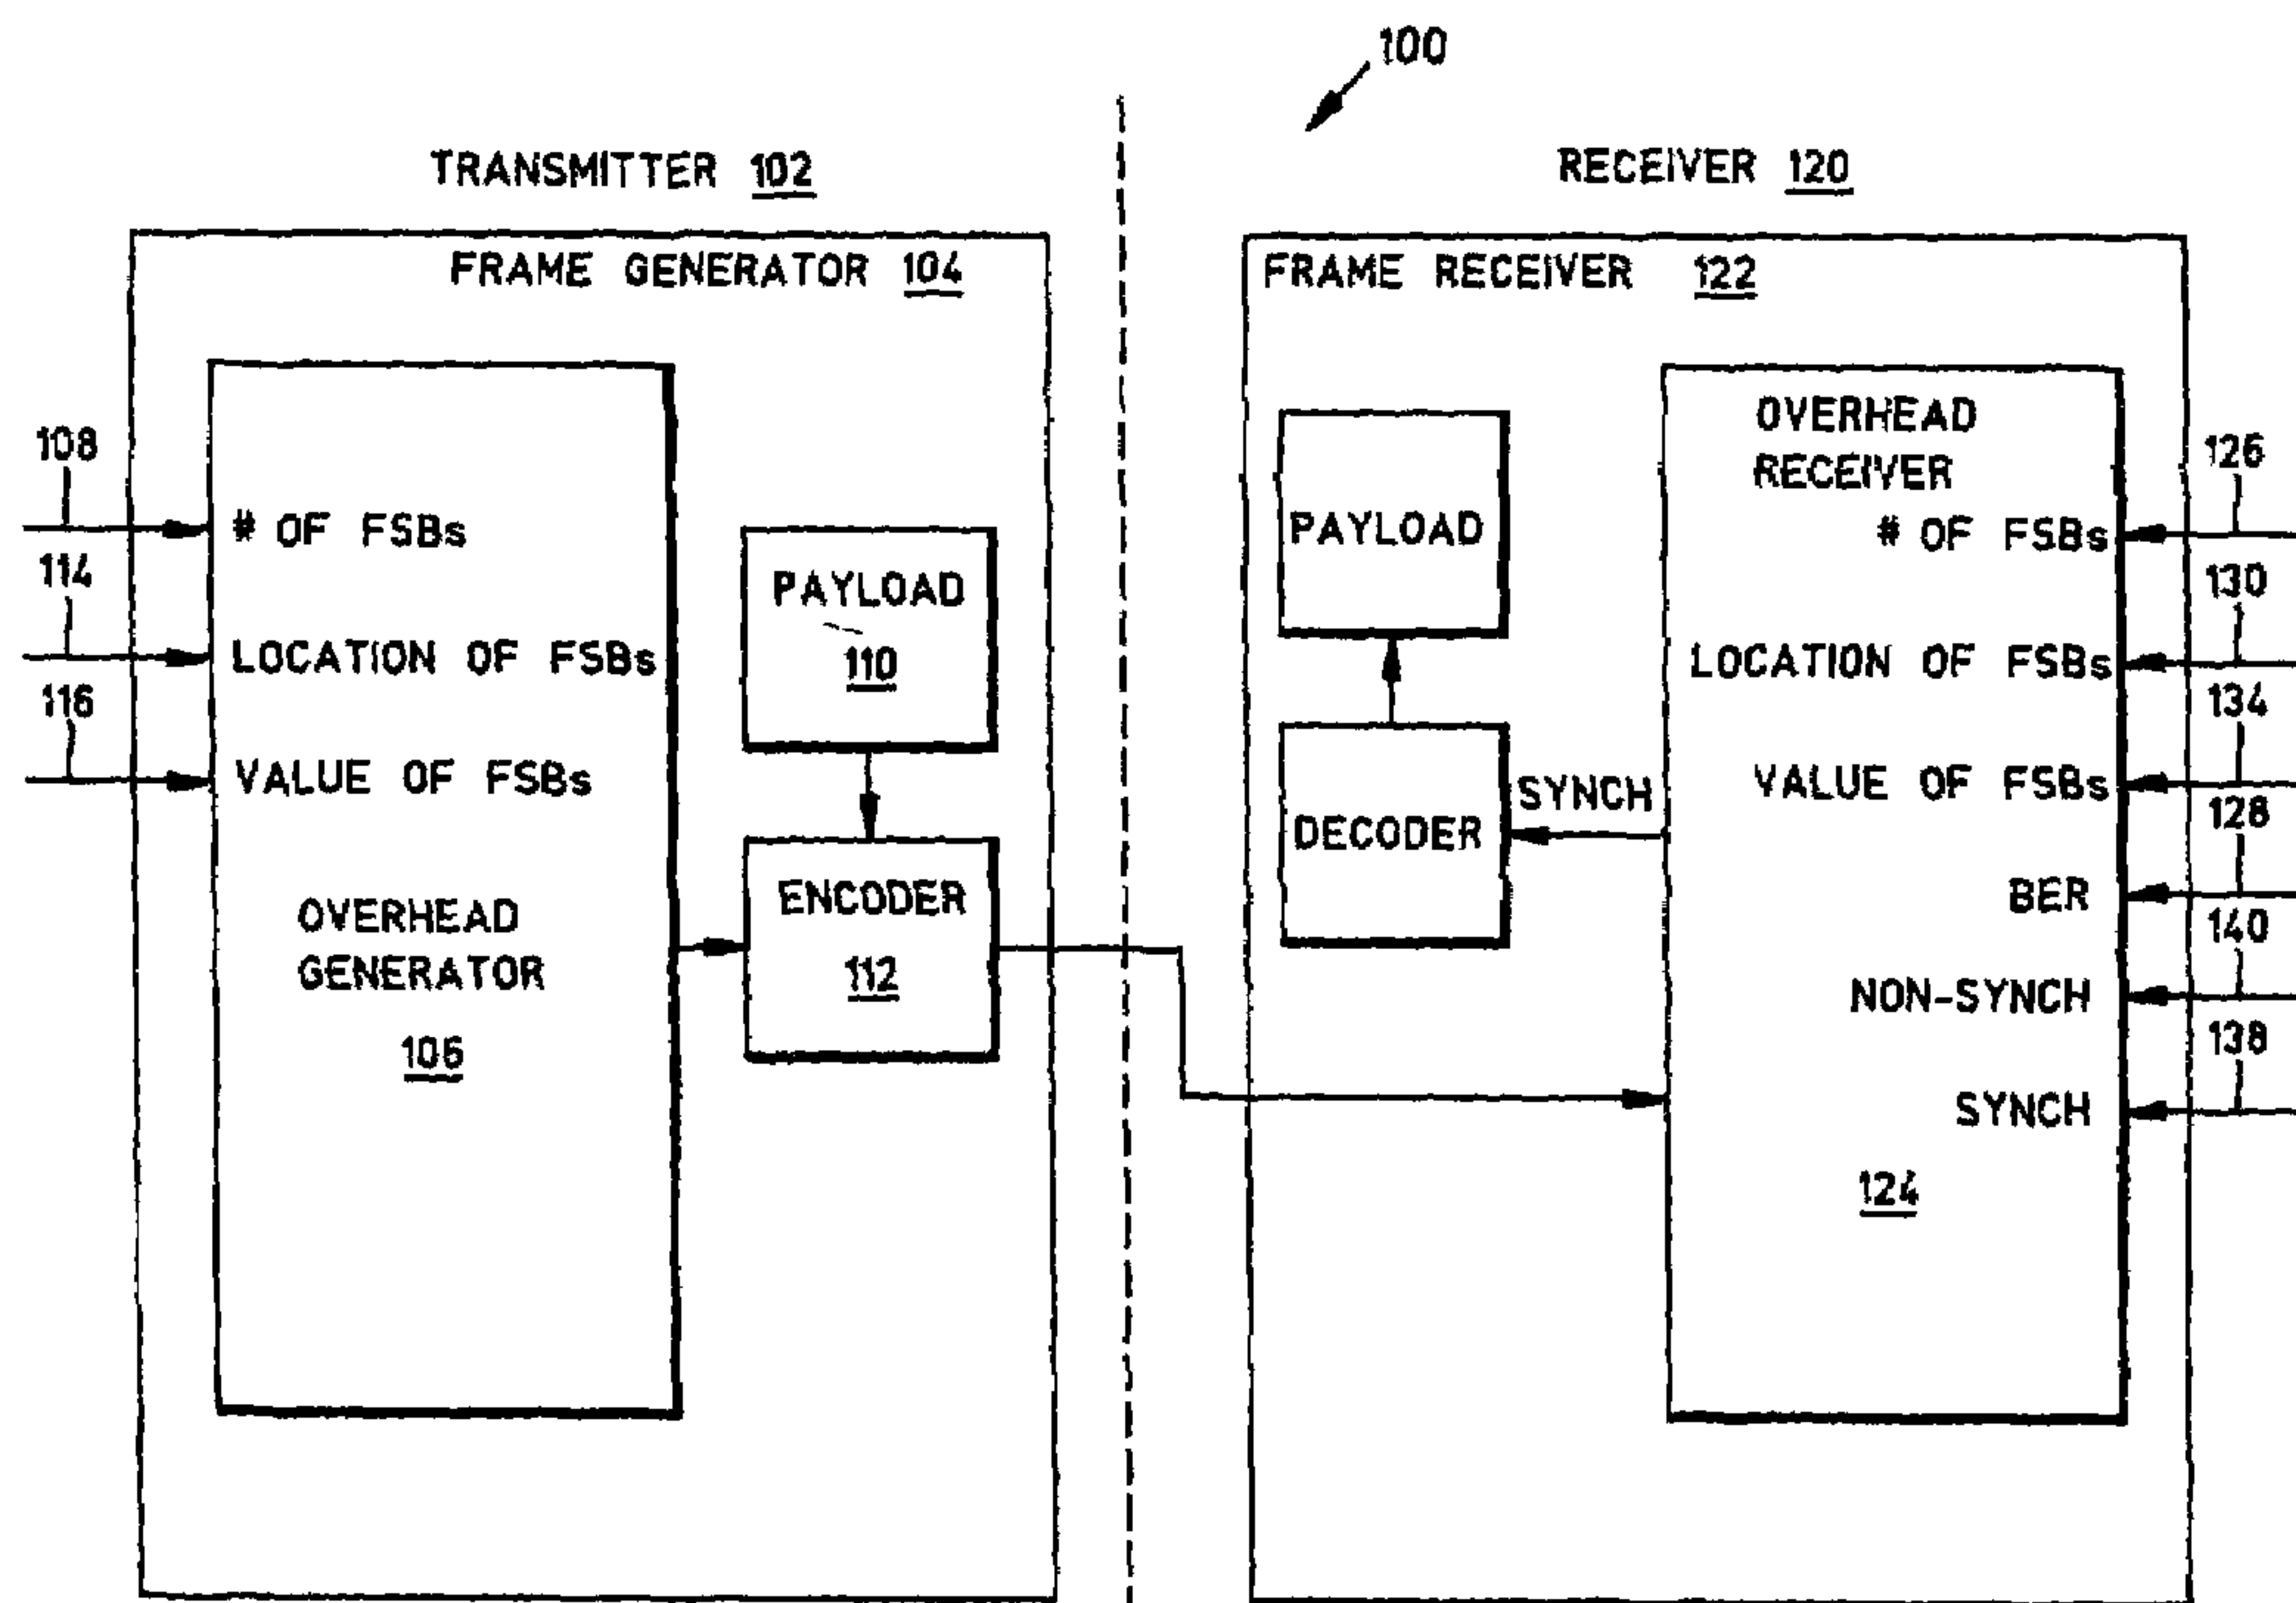 100
TRANSMITTER 102
RECEIVER 120
FRAME GENERATOR 104
FRAME RECEIVER 122
108
# OF FSBs
114
LOCATION OF FSBs
116
VALUE OF FSBs
OVERHEAD
GENERATOR
106
PAYLOAD
110
ENCODER
112
PAYLOAD
DECODER
SYNCH
OVERHEAD
RECEIVER
126
# OF FSBs
130
LOCATION OF FSBs
134
VALUE OF FSBs
128
BER
140
NON-SYNCH
138
SYNCH
124